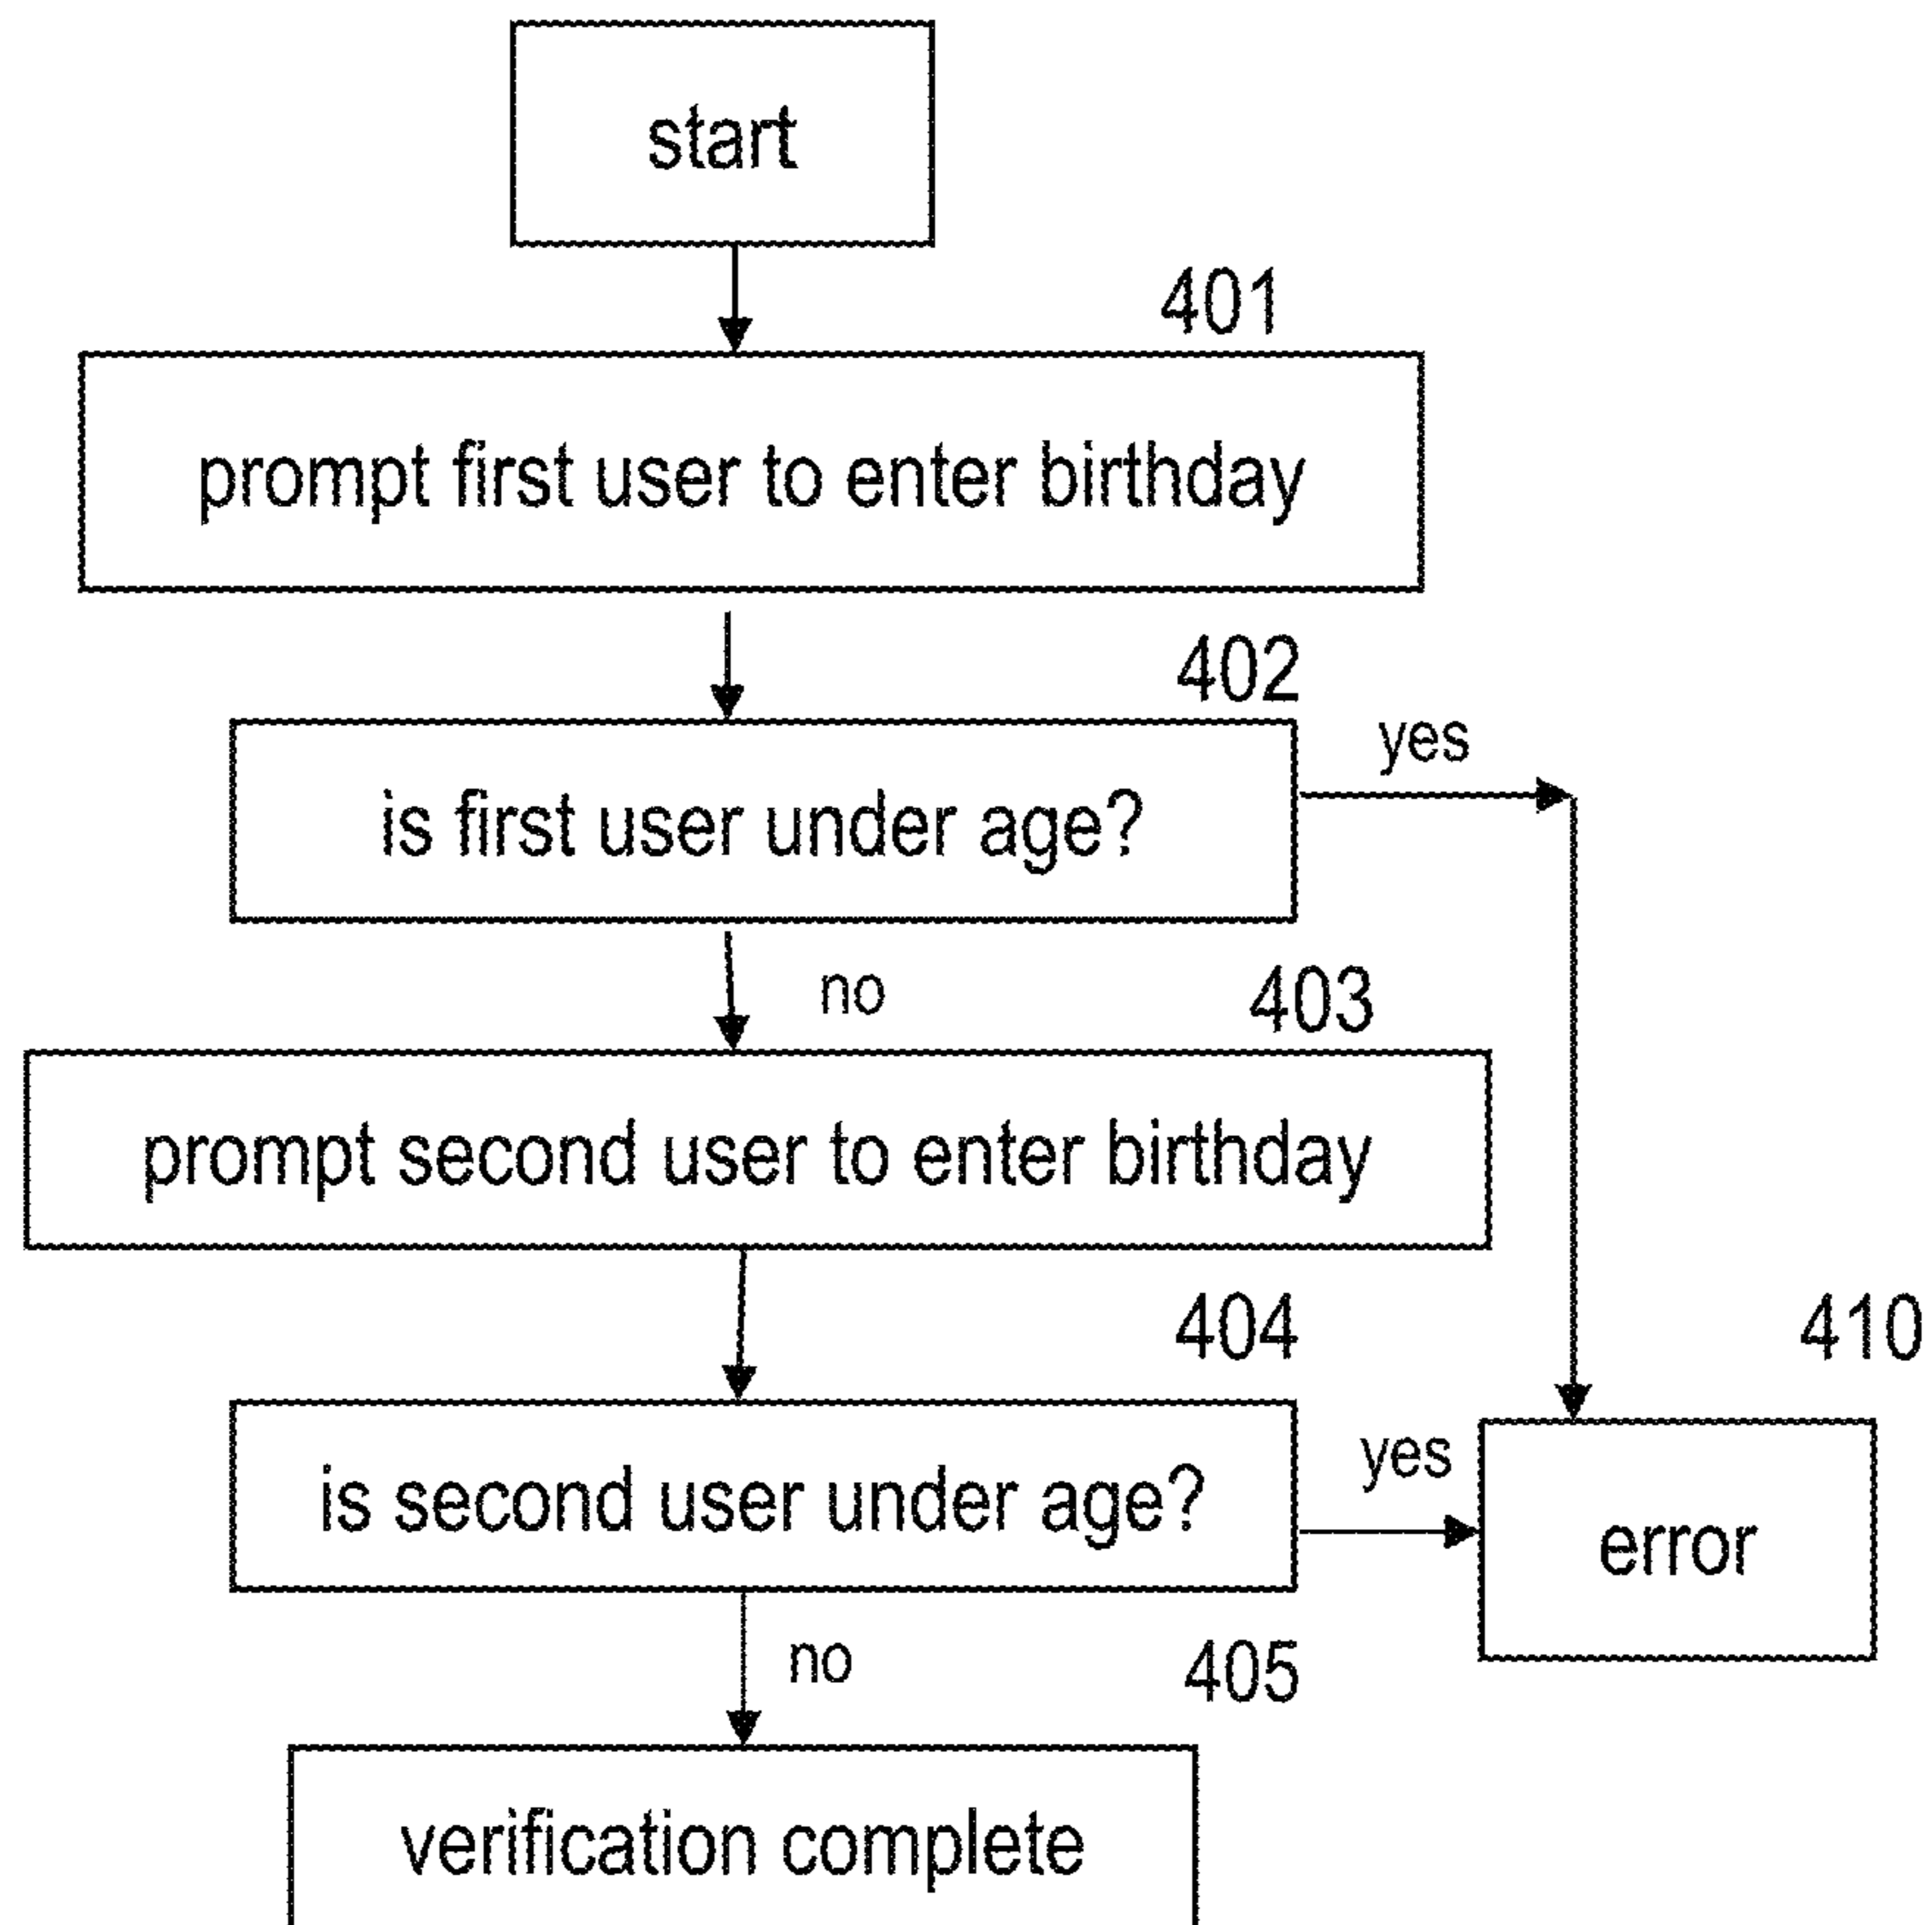 start
401
prompt first user to enter birthday
402
yes
is first user under age?
no
403
prompt second user to enter birthday
404
410
yes
is second user under age?
error
no
405
verification complete